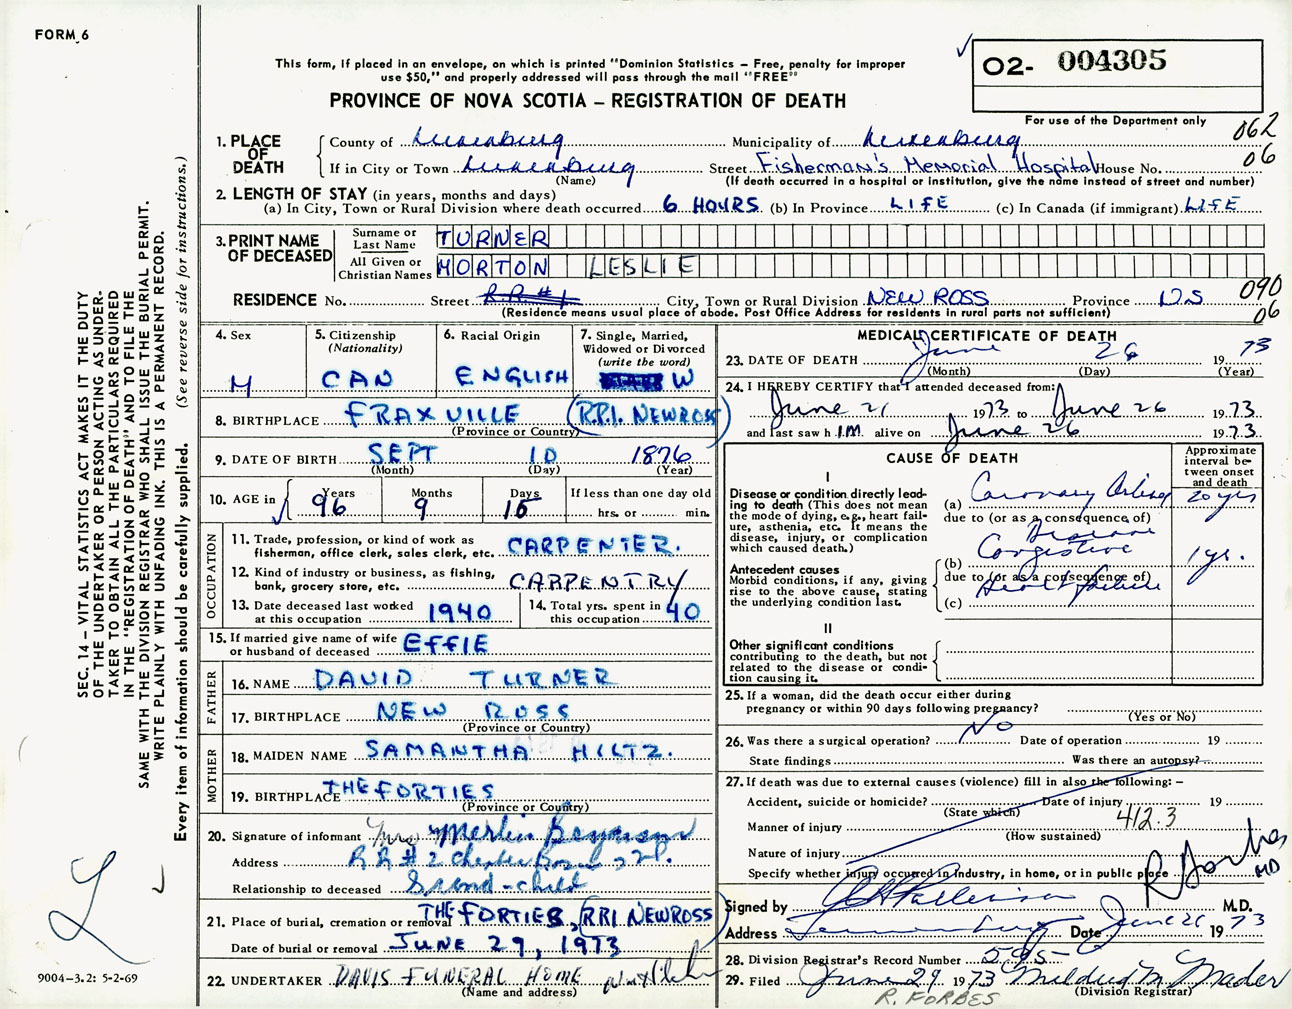 FORM 6
This form, if placed in an envelope, on which is printed "Dominion Statistics – Free, penalty for improper
use $50," and properly addressed will pass through the mail "FREE"
PROVINCE OF NOVA SCOTIA – REGISTRATION OF DEATH
02- 004305
For use of the Department only
062
06
1. PLACE OF DEATH
County of Lunenburg Municipality of Lunenburg
If in City or Town Lunenburg Street Fisherman's Memorial Hospital House No.
(Name) (If death occurred in a hospital or institution, give the name instead of street and number)
2. LENGTH OF STAY (in years, months and days)
(a) In City, Town or Rural Division where death occurred 6 HOURS (b) In Province LIFE (c) In Canada (if immigrant) LIFE
3. PRINT NAME OF DECEASED
Surname or Last Name TURNER
All Given or Christian Names MORTON LESLIE
RESIDENCE No. Street R.R.#1 City, Town or Rural Division NEW ROSS Province N.S
090
06
(Residence means usual place of abode. Post Office Address for residents in rural parts not sufficient)
4. Sex M
5. Citizenship (Nationality) CAN
6. Racial Origin ENGLISH
7. Single, Married, Widowed or Divorced (write the word) W
8. BIRTHPLACE FRAXVILLE (R.R.1. NEWROSS)
(Province or Country)
9. DATE OF BIRTH SEPT 10 1876
(Month) (Day) (Year)
10. AGE in Years Months Days If less than one day old
96 9 15 hrs. or min.
OCCUPATION
11. Trade, profession, or kind of work as
fisherman, office clerk, sales clerk, etc. CARPENTER.
12. Kind of industry or business, as fishing,
bank, grocery store, etc. CARPENTRY
13. Date deceased last worked at this occupation 1940
14. Total yrs. spent in this occupation 40
15. If married give name of wife
or husband of deceased EFFIE
FATHER
16. NAME DAVID TURNER
17. BIRTHPLACE NEW ROSS
(Province or Country)
MOTHER
18. MAIDEN NAME SAMANTHA HILTZ.
19. BIRTHPLACE THE FORTIES
(Province or Country)
20. Signature of informant Mrs Merlin
Address RR#2 Chester
Relationship to deceased Grand-child
21. Place of burial, cremation or removal THE FORTIES, (RR1 NEWROSS)
Date of burial or removal JUNE 29, 1973
22. UNDERTAKER DAVIS FUNERAL HOME
(Name and address)
MEDICAL CERTIFICATE OF DEATH
23. DATE OF DEATH June 26 1973
(Month) (Day) (Year)
24. I HEREBY CERTIFY that I attended deceased from:
June 21 1973 to June 26 1973
and last saw h im alive on June 26 1973
CAUSE OF DEATH
Approximate interval between onset and death
I
Disease or condition directly lead-
ing to death (This does not mean
the mode of dying, e.g., heart fail-
ure, asthenia, etc. It means the
disease, injury, or complication
which caused death.)
(a) Coronary Artery 20 yrs
due to (or as a consequence of)
Disease
(b) Congestive 1 yr.
due to (or as a consequence of)
Heart failure
(c)
Antecedent causes
Morbid conditions, if any, giving
rise to the above cause, stating
the underlying condition last.
II
Other significant conditions
contributing to the death, but not
related to the disease or condi-
tion causing it.
25. If a woman, did the death occur either during
pregnancy or within 90 days following pregnancy?
(Yes or No)
26. Was there a surgical operation? No Date of operation 19
State findings Was there an autopsy?
27. If death was due to external causes (violence) fill in also the following: –
Accident, suicide or homicide? Date of injury 19
(State which)
Manner of injury 412.3
(How sustained)
Nature of injury
Specify whether injury occurred in industry, in home, or in public place
R Forbes MD
Signed by M.D.
Address Lunenburg Date June 26 1973
28. Division Registrar's Record Number 595
29. Filed June 29 1973 Mildred M. Mader
(Division Registrar)
R. FORBES
SEC. 14 – VITAL STATISTICS ACT MAKES IT THE DUTY
OF THE UNDERTAKER OR PERSON ACTING AS UNDER-
TAKER TO OBTAIN ALL THE PARTICULARS REQUIRED
IN THE "REGISTRATION OF DEATH" AND TO FILE THE
SAME WITH THE DIVISION REGISTRAR WHO SHALL ISSUE THE BURIAL PERMIT.
WRITE PLAINLY WITH UNFADING INK. THIS IS A PERMANENT RECORD.
Every item of information should be carefully supplied. (See reverse side for instructions.)
9004–3.2: 5-2-69